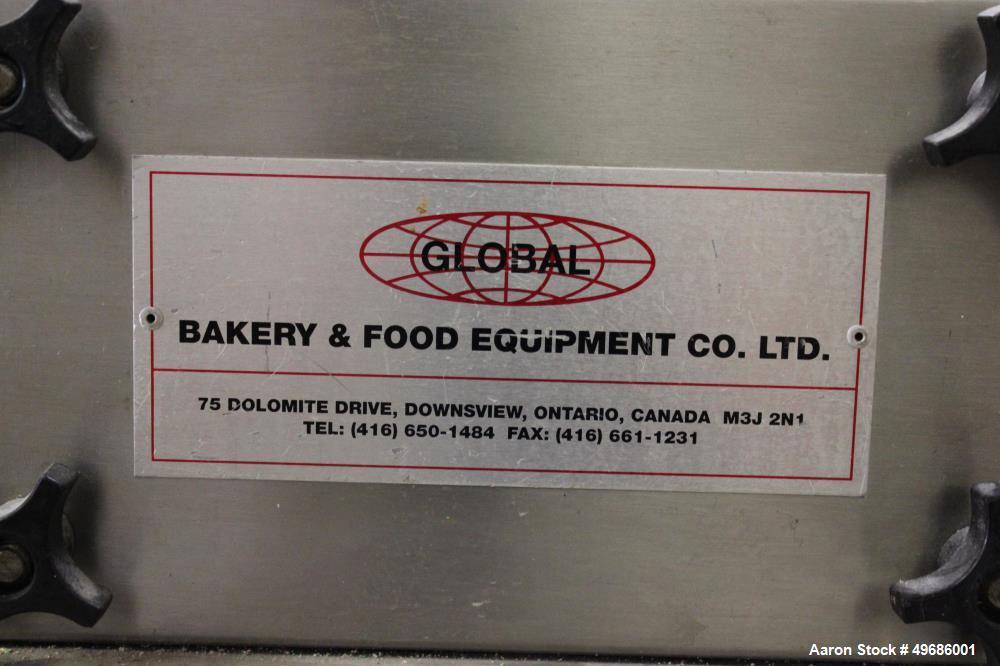 GLOBAL
BAKERY & FOOD EQUIPMENT CO. LTD.
75 DOLOMITE DRIVE, DOWNSVIEW, ONTARIO, CANADA M3J 2N1
TEL: (416) 650-1484 FAX: (416) 661-1231
Aaron Stock # 49686001